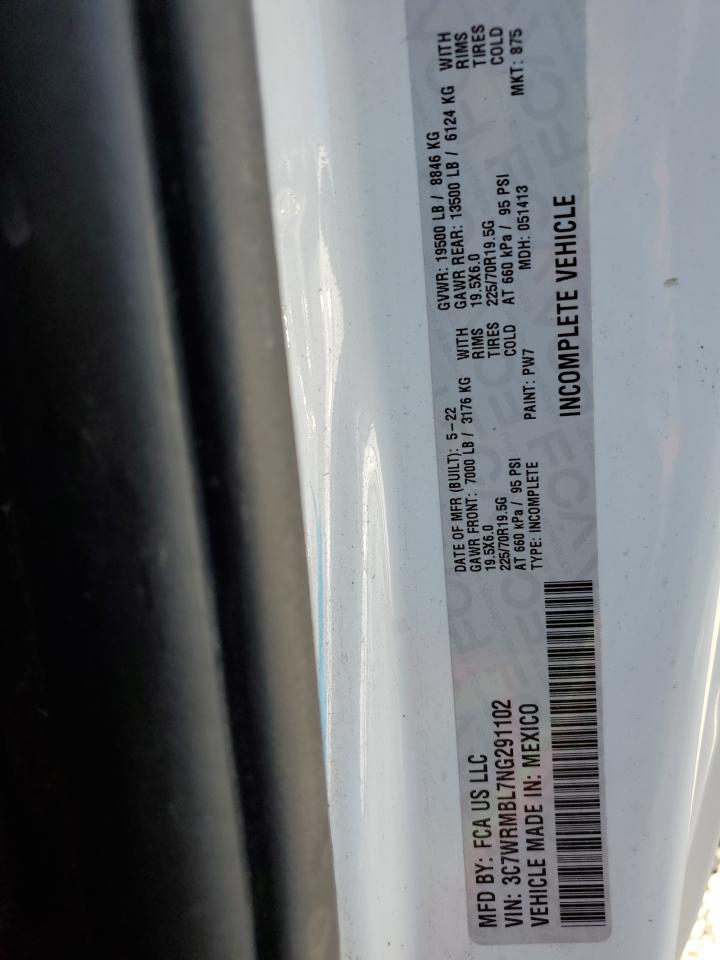 MFD BY: FCA US LLC
VIN: 3C7WRMBL7NG291102
VEHICLE MADE IN: MEXICO
DATE OF MFR (BUILT): 5-22
GAWR FRONT: 7000 LB / 3176 KG WITH
19.5X6.0 RIMS
225/70R19.5G TIRES
AT 660 kPa / 95 PSI COLD
TYPE: INCOMPLETE PAINT: PW7
GVWR: 19500 LB / 8846 KG
GAWR REAR: 13500 LB / 6124 KG WITH
19.5X6.0 RIMS
225/70R19.5G TIRES
AT 660 kPa / 95 PSI COLD
MDH: 051413 MKT: 875
INCOMPLETE VEHICLE